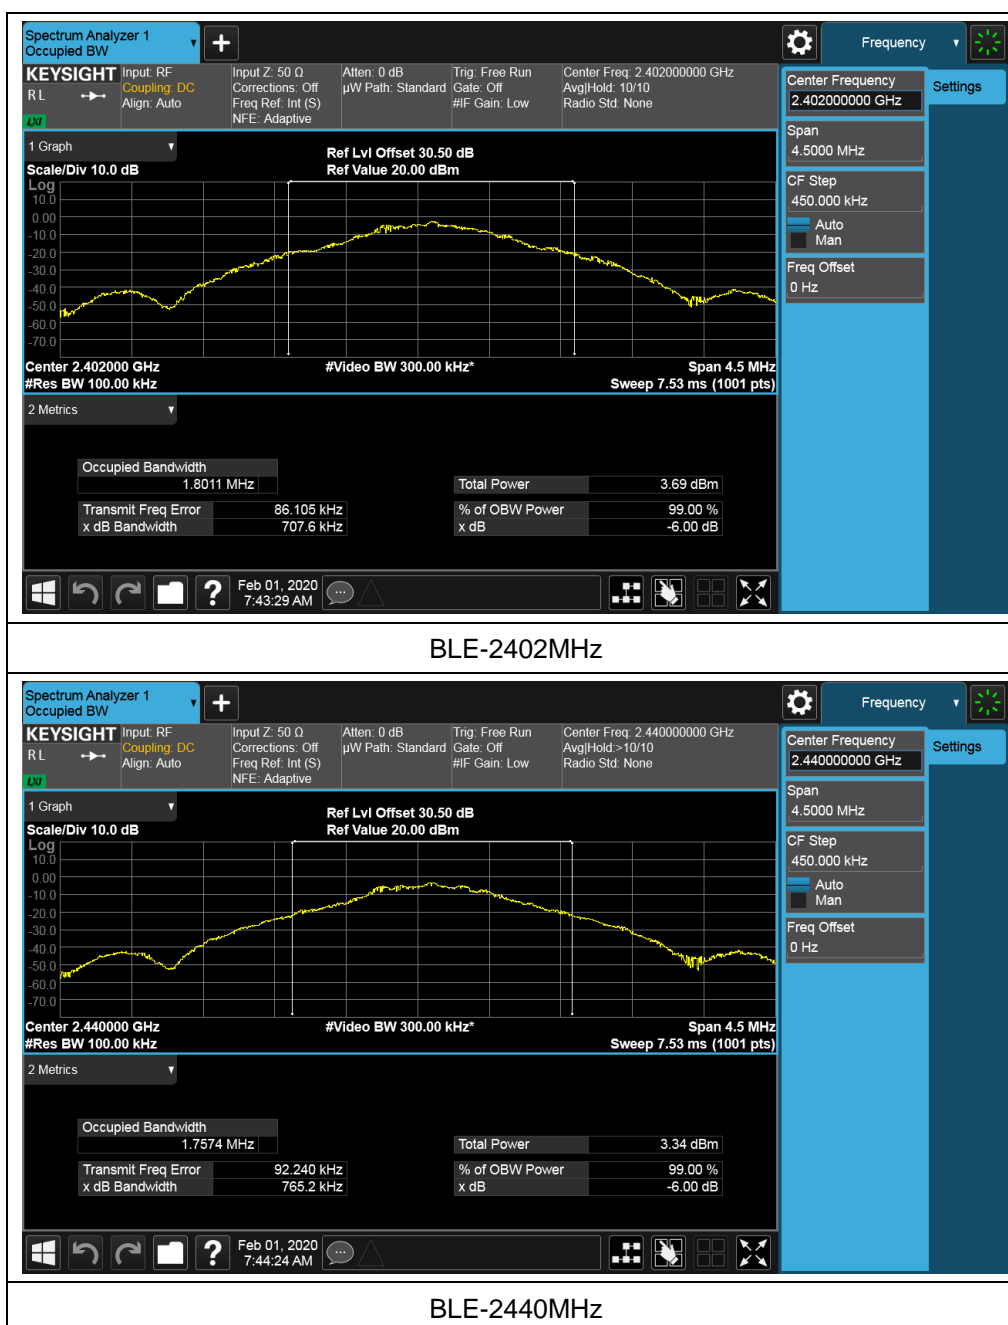 Spectrum Analyzer 1
Occupied BW
Frequency
KEYSIGHT
R L
LXI
Input: RF
Coupling: DC
Align: Auto
Input Z: 50 Ω
Corrections: Off
Freq Ref: Int (S)
NFE: Adaptive
Atten: 0 dB
µW Path: Standard
Trig: Free Run
Gate: Off
#IF Gain: Low
Center Freq: 2.402000000 GHz
Avg|Hold: 10/10
Radio Std: None
Center Frequency
2.402000000 GHz
Settings
Span
4.5000 MHz
CF Step
450.000 kHz
Auto
Man
Freq Offset
0 Hz
1 Graph
Scale/Div 10.0 dB
Ref Lvl Offset 30.50 dB
Ref Value 20.00 dBm
Log
10.0
0.00
-10.0
-20.0
-30.0
-40.0
-50.0
-60.0
-70.0
Center 2.402000 GHz
#Video BW 300.00 kHz*
Span 4.5 MHz
#Res BW 100.00 kHz
Sweep 7.53 ms (1001 pts)
2 Metrics
Occupied Bandwidth
1.8011 MHz
Total Power 3.69 dBm
Transmit Freq Error 86.105 kHz
% of OBW Power 99.00 %
x dB Bandwidth 707.6 kHz
x dB -6.00 dB
?
Feb 01, 2020
7:43:29 AM
BLE-2402MHz
Spectrum Analyzer 1
Occupied BW
Frequency
KEYSIGHT
R L
LXI
Input: RF
Coupling: DC
Align: Auto
Input Z: 50 Ω
Corrections: Off
Freq Ref: Int (S)
NFE: Adaptive
Atten: 0 dB
µW Path: Standard
Trig: Free Run
Gate: Off
#IF Gain: Low
Center Freq: 2.440000000 GHz
Avg|Hold:>10/10
Radio Std: None
Center Frequency
2.440000000 GHz
Settings
Span
4.5000 MHz
CF Step
450.000 kHz
Auto
Man
Freq Offset
0 Hz
1 Graph
Scale/Div 10.0 dB
Ref Lvl Offset 30.50 dB
Ref Value 20.00 dBm
Log
10.0
0.00
-10.0
-20.0
-30.0
-40.0
-50.0
-60.0
-70.0
Center 2.440000 GHz
#Video BW 300.00 kHz*
Span 4.5 MHz
#Res BW 100.00 kHz
Sweep 7.53 ms (1001 pts)
2 Metrics
Occupied Bandwidth
1.7574 MHz
Total Power 3.34 dBm
Transmit Freq Error 92.240 kHz
% of OBW Power 99.00 %
x dB Bandwidth 765.2 kHz
x dB -6.00 dB
?
Feb 01, 2020
7:44:24 AM
BLE-2440MHz